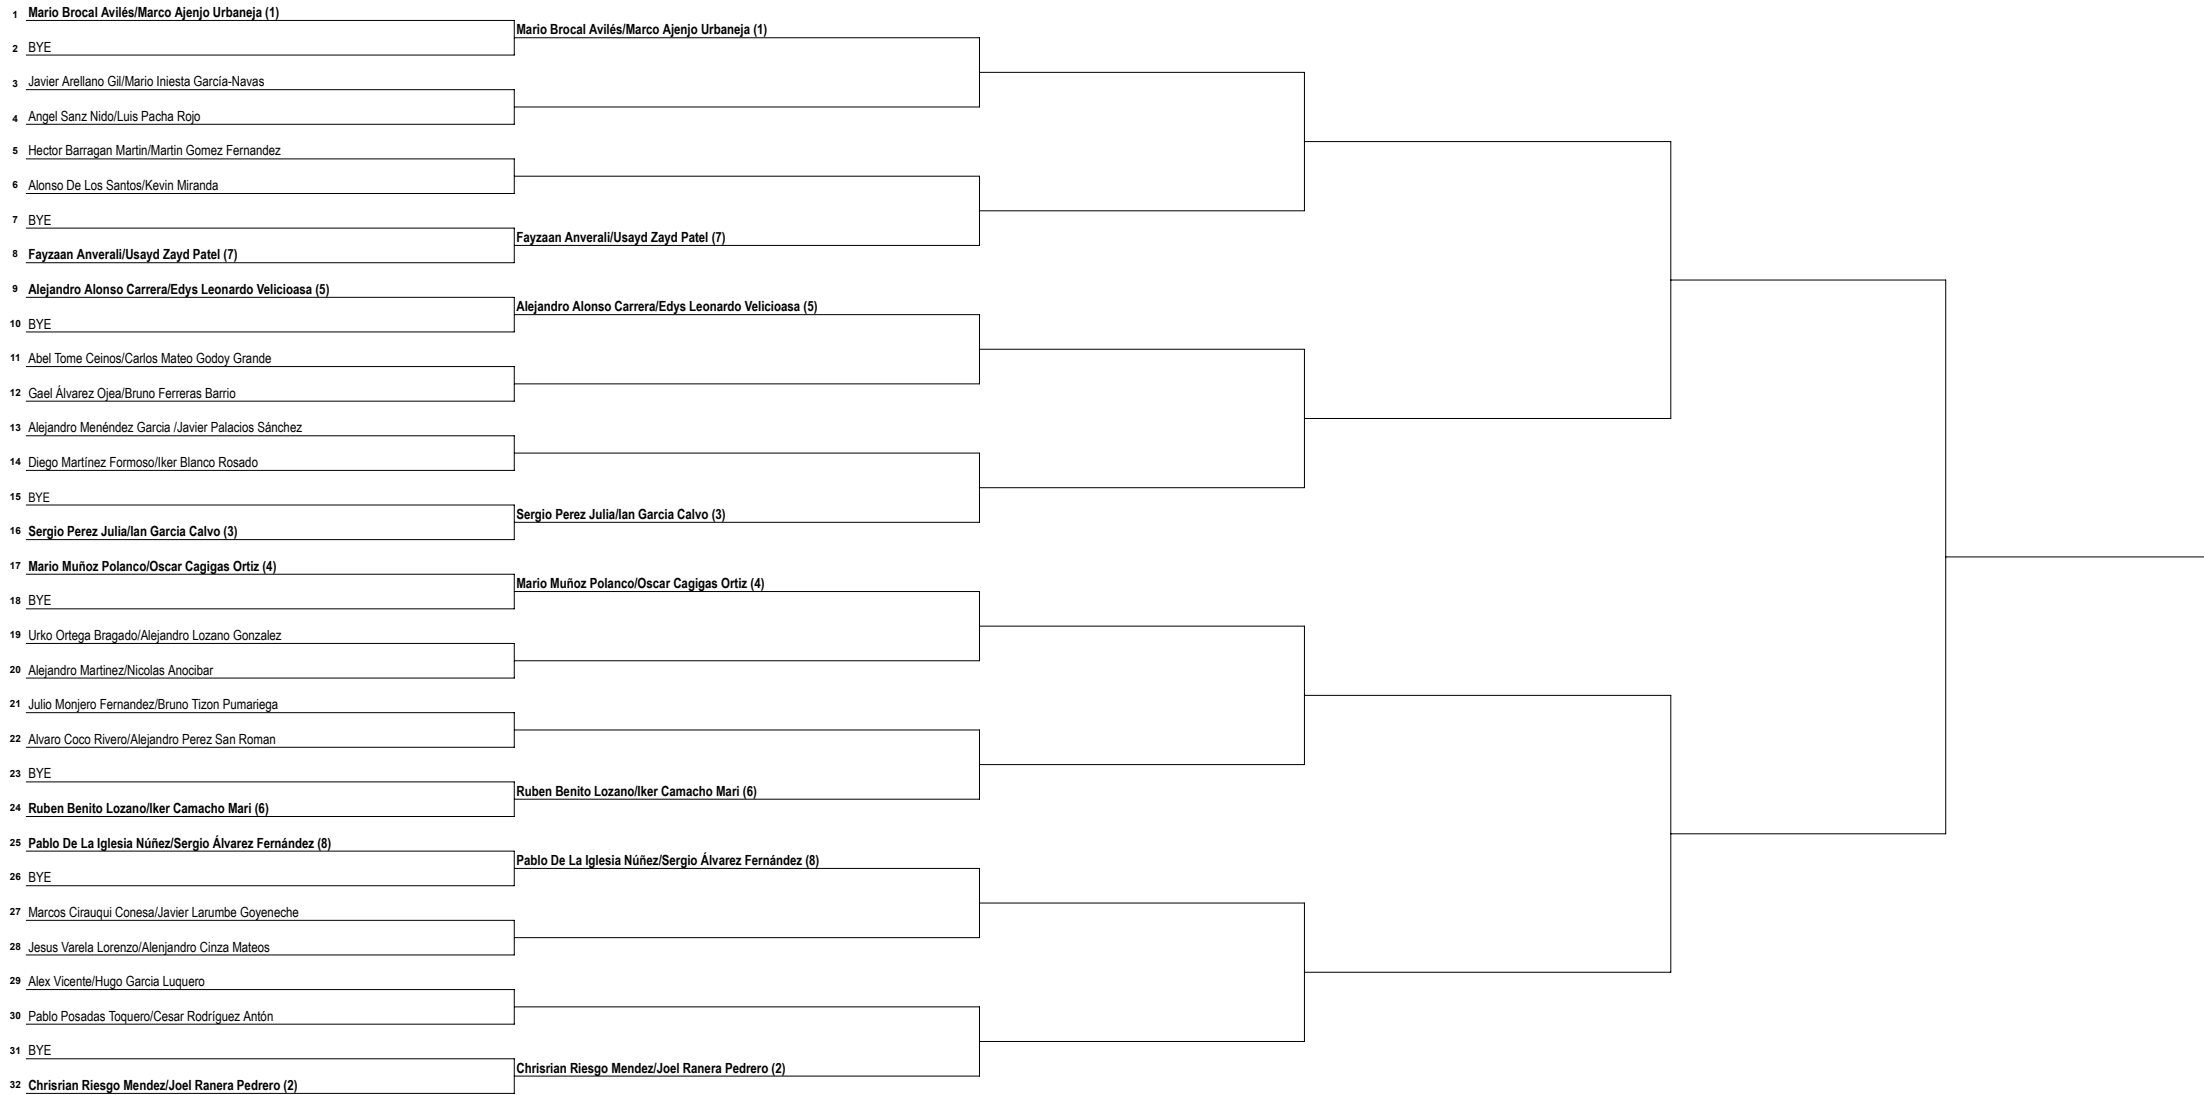 1 Mario Brocal Avilés/Marco Ajenjo Urbaneja (1)
Mario Brocal Avilés/Marco Ajenjo Urbaneja (1)
2 BYE
3 Javier Arellano Gil/Mario Iniesta García-Navas
4 Angel Sanz Nido/Luis Pacha Rojo
5 Hector Barragan Martin/Martin Gomez Fernandez
6 Alonso De Los Santos/Kevin Miranda
7 BYE
Fayzaan Anverali/Usayd Zayd Patel (7)
8 Fayzaan Anverali/Usayd Zayd Patel (7)
9 Alejandro Alonso Carrera/Edys Leonardo Velicioasa (5)
Alejandro Alonso Carrera/Edys Leonardo Velicioasa (5)
10 BYE
11 Abel Tome Ceinos/Carlos Mateo Godoy Grande
12 Gael Álvarez Ojea/Bruno Ferreras Barrio
13 Alejandro Menéndez Garcia /Javier Palacios Sánchez
14 Diego Martínez Formoso/Iker Blanco Rosado
15 BYE
Sergio Perez Julia/Ian Garcia Calvo (3)
16 Sergio Perez Julia/Ian Garcia Calvo (3)
17 Mario Muñoz Polanco/Oscar Cagigas Ortiz (4)
Mario Muñoz Polanco/Oscar Cagigas Ortiz (4)
18 BYE
19 Urko Ortega Bragado/Alejandro Lozano Gonzalez
20 Alejandro Martinez/Nicolas Anocibar
21 Julio Monjero Fernandez/Bruno Tizon Pumariega
22 Alvaro Coco Rivero/Alejandro Perez San Roman
23 BYE
Ruben Benito Lozano/Iker Camacho Mari (6)
24 Ruben Benito Lozano/Iker Camacho Mari (6)
25 Pablo De La Iglesia Núñez/Sergio Álvarez Fernández (8)
Pablo De La Iglesia Núñez/Sergio Álvarez Fernández (8)
26 BYE
27 Marcos Cirauqui Conesa/Javier Larumbe Goyeneche
28 Jesus Varela Lorenzo/Alenjandro Cinza Mateos
29 Alex Vicente/Hugo Garcia Luquero
30 Pablo Posadas Toquero/Cesar Rodríguez Antón
31 BYE
Chrisrian Riesgo Mendez/Joel Ranera Pedrero (2)
32 Chrisrian Riesgo Mendez/Joel Ranera Pedrero (2)